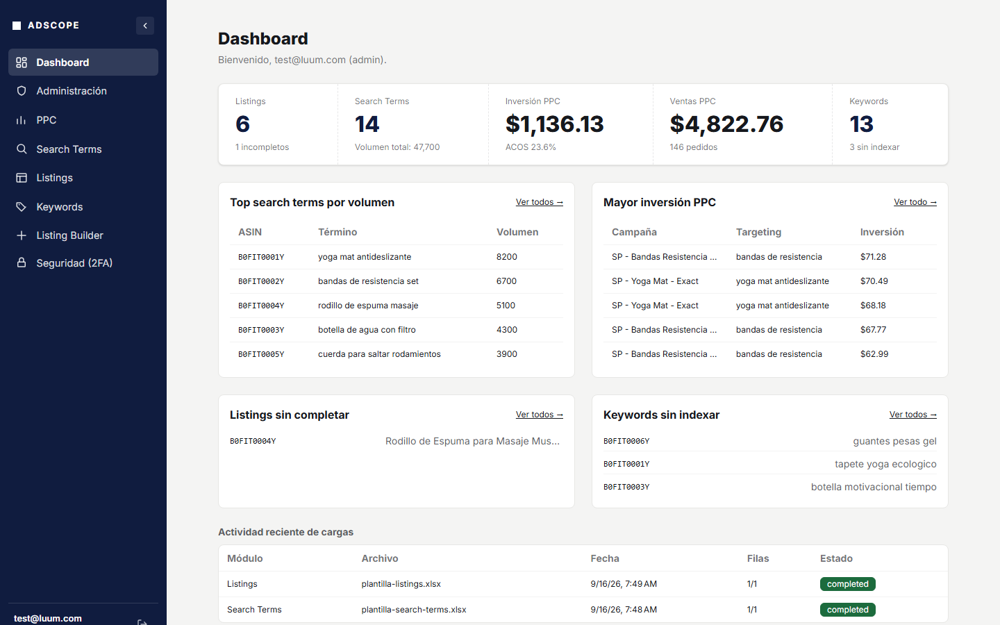 ADSCOPE
Dashboard
Administración
PPC
Search Terms
Listings
Keywords
Listing Builder
Seguridad (2FA)
test@luum.com
Dashboard
Bienvenido, test@luum.com (admin).
Listings
6
1 incompletos
Search Terms
14
Volumen total: 47,700
Inversión PPC
$1,136.13
ACOS 23.6%
Ventas PPC
$4,822.76
146 pedidos
Keywords
13
3 sin indexar
Top search terms por volumen Ver todos →
ASIN Término Volumen
B0FIT0001Y yoga mat antideslizante 8200
B0FIT0002Y bandas de resistencia set 6700
B0FIT0004Y rodillo de espuma masaje 5100
B0FIT0003Y botella de agua con filtro 4300
B0FIT0005Y cuerda para saltar rodamientos 3900
Mayor inversión PPC Ver todo →
Campaña Targeting Inversión
SP - Bandas Resistencia ... bandas de resistencia $71.28
SP - Yoga Mat - Exact yoga mat antideslizante $70.49
SP - Yoga Mat - Exact yoga mat antideslizante $68.18
SP - Bandas Resistencia ... bandas de resistencia $67.77
SP - Bandas Resistencia ... bandas de resistencia $62.99
Listings sin completar Ver todos →
B0FIT0004Y Rodillo de Espuma para Masaje Mus...
Keywords sin indexar Ver todos →
B0FIT0006Y guantes pesas gel
B0FIT0001Y tapete yoga ecologico
B0FIT0003Y botella motivacional tiempo
Actividad reciente de cargas
Módulo Archivo Fecha Filas Estado
Listings plantilla-listings.xlsx 9/16/26, 7:49 AM 1/1 completed
Search Terms plantilla-search-terms.xlsx 9/16/26, 7:48 AM 1/1 completed